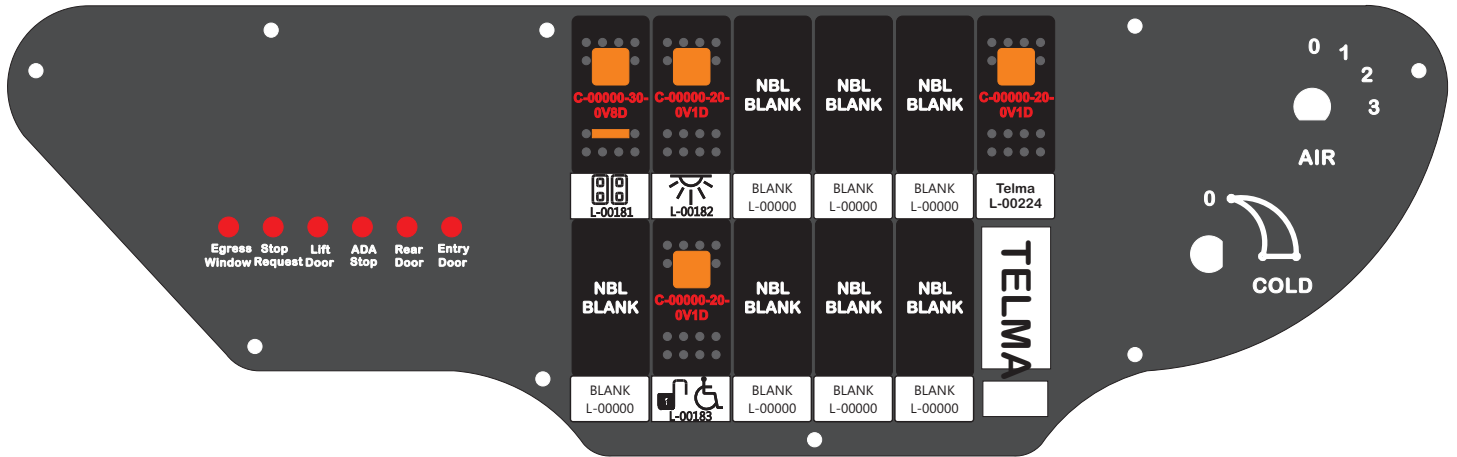 0
1
2
3
AIR
C-00000-30-
0V8D
C-00000-20-
0V1D
NBL
BLANK
NBL
BLANK
NBL
BLANK
C-00000-20-
0V1D
L-00181
L-00182
BLANK
L-00000
BLANK
L-00000
BLANK
L-00000
Telma
L-00224
0
COLD
Egress
Window
Stop
Request
Lift
Door
ADA
Stop
Rear
Door
Entry
Door
NBL
BLANK
C-00000-20-
0V1D
NBL
BLANK
NBL
BLANK
NBL
BLANK
TELMA
BLANK
L-00000
L-00183
BLANK
L-00000
BLANK
L-00000
BLANK
L-00000